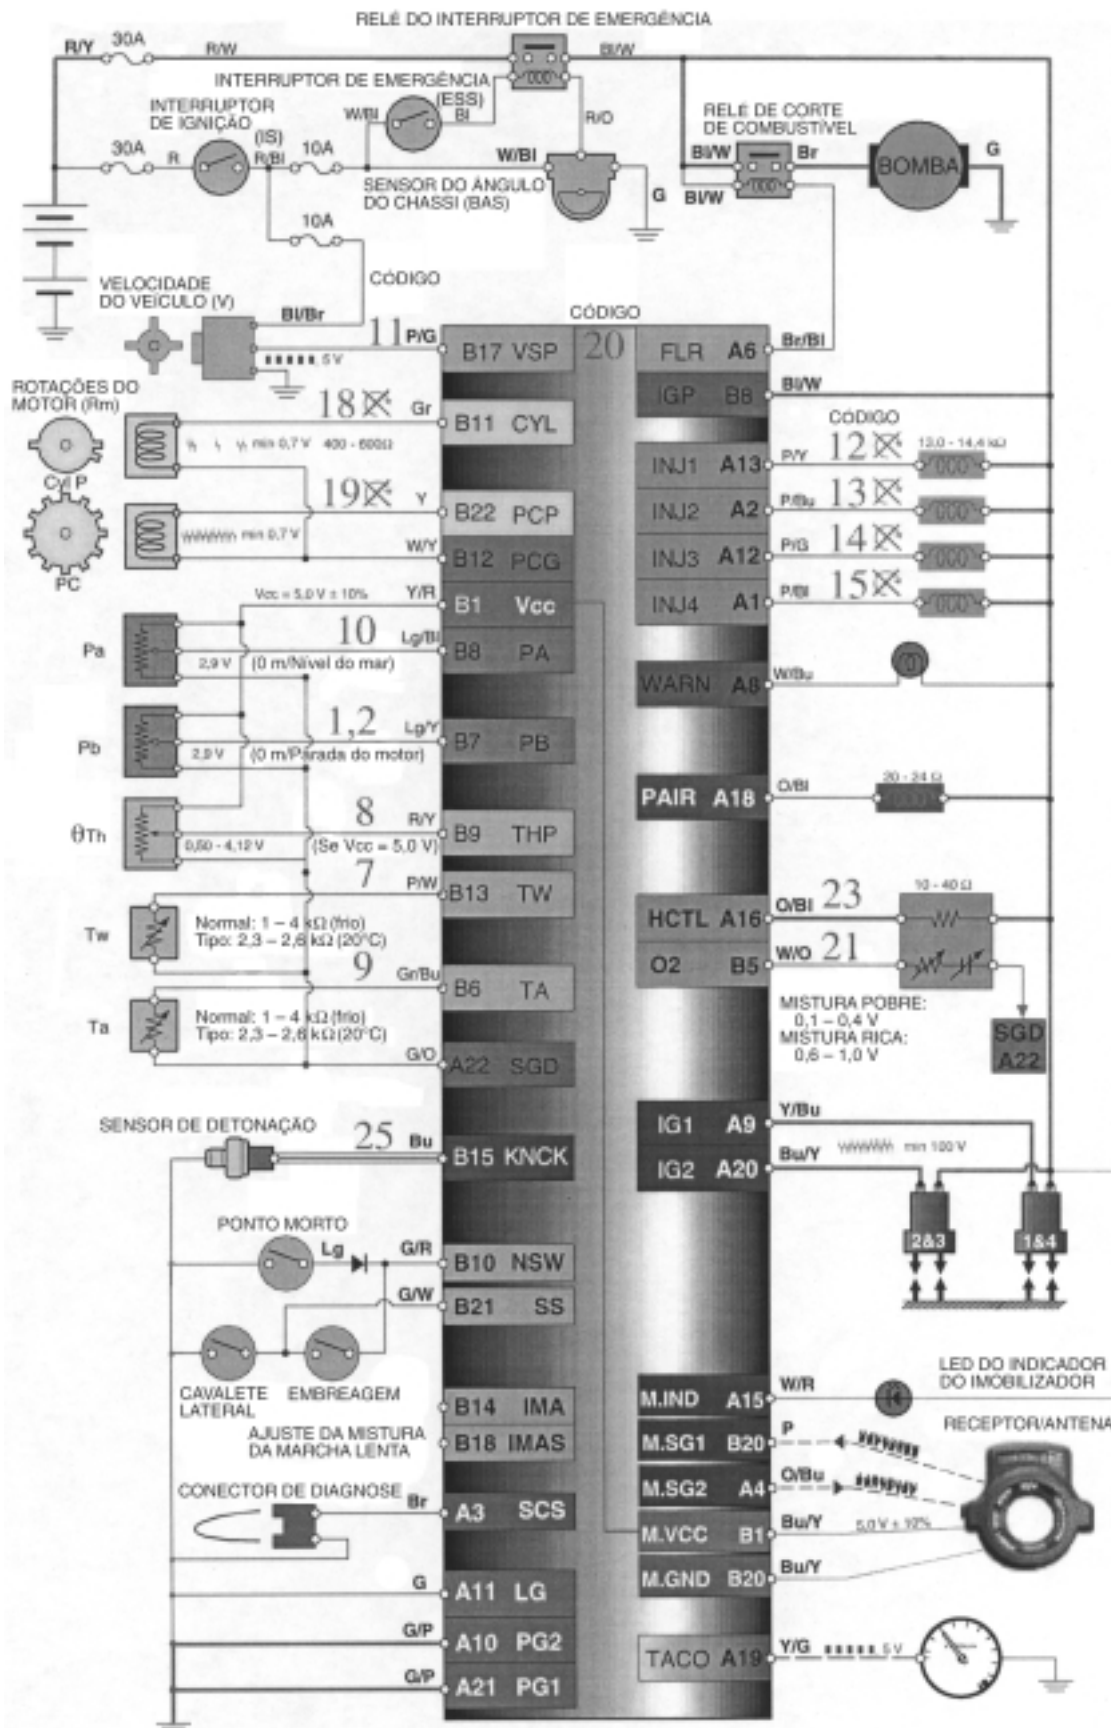 RELÉ DO INTERRUPTOR DE EMERGÊNCIA
R/Y 30A R/W Bl/W
INTERRUPTOR DE EMERGÊNCIA
(ESS)
INTERRUPTOR
DE IGNIÇÃO
(IS)
W/Bl Bl R/O
RELÉ DE CORTE
DE COMBUSTÍVEL
30A R R/Bl 10A W/Bl
Bl/W Br BOMBA G
SENSOR DO ÂNGULO
DO CHASSI (BAS)
G Bl/W
10A
VELOCIDADE
DO VEÍCULO (V)
CÓDIGO
Bl/Br
CÓDIGO
11 P/G B17 VSP 20 FLR A6 Br/Bl
5 V
IGP B8 Bl/W
ROTAÇÕES DO
MOTOR (Rm)
18 Gr B11 CYL
min 0,7 V 400 - 600Ω
Cyl P
CÓDIGO
INJ1 A13 P/Y 12 13,0 - 14,4 kΩ
19 Y B22 PCP
min 0,7 V
INJ2 A2 P/Bu 13
W/Y B12 PCG
PC
INJ3 A12 P/G 14
Vcc = 5,0 V ± 10% Y/R B1 Vcc
INJ4 A1 P/Bl 15
Pa 10 Lg/Bl B8 PA
2,9 V (0 m/Nível do mar)
WARN A8 W/Bu
Pb 1,2 Lg/Y B7 PB
2,9 V (0 m/Parada do motor)
PAIR A18 O/Bl 20 - 24 Ω
θTh 8 R/Y B9 THP
0,50 - 4,12 V (Se Vcc = 5,0 V)
7 P/W B13 TW
Tw
Normal: 1 – 4 kΩ (frio)
Tipo: 2,3 – 2,6 kΩ (20°C)
HCTL A16 O/Bl 23 10 - 40 Ω
O2 B5 W/O 21
9 Gr/Bu B6 TA
Ta
Normal: 1 – 4 kΩ (frio)
Tipo: 2,3 – 2,6 kΩ (20°C)
MISTURA POBRE:
0,1 – 0,4 V
MISTURA RICA:
0,6 – 1,0 V
SGD
A22
G/O A22 SGD
SENSOR DE DETONAÇÃO
25 Bu B15 KNCK
IG1 A9 Y/Bu
IG2 A20 Bu/Y min 100 V
2&3 1&4
PONTO MORTO
Lg G/R B10 NSW
G/W B21 SS
CAVALETE
LATERAL
EMBREAGEM
B14 IMA
AJUSTE DA MISTURA
DA MARCHA LENTA
B18 IMAS
LED DO INDICADOR
DO IMOBILIZADOR
M.IND A15 W/R
RECEPTOR/ANTENA
M.SG1 B20 P
M.SG2 A4 O/Bu
CONECTOR DE DIAGNOSE
Br A3 SCS
M.VCC B1 Bu/Y 5,0 V ± 10%
M.GND B20 Bu/Y
G A11 LG
G/P A10 PG2
TACO A19 Y/G 5 V
G/P A21 PG1